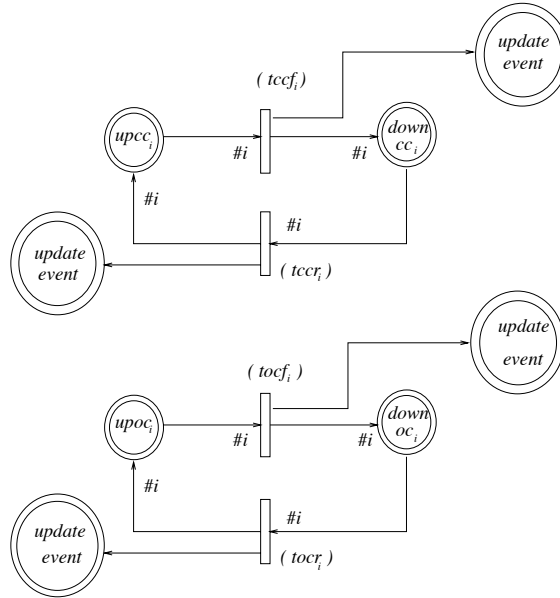 update
event
( tccf_i )
upcc_i
#i
#i
down
cc_i
#i
#i
update
event
( tccr_i )
update
event
( tocf_i )
upoc_i
#i
#i
down
oc_i
#i
#i
update
event
( tocr_i )